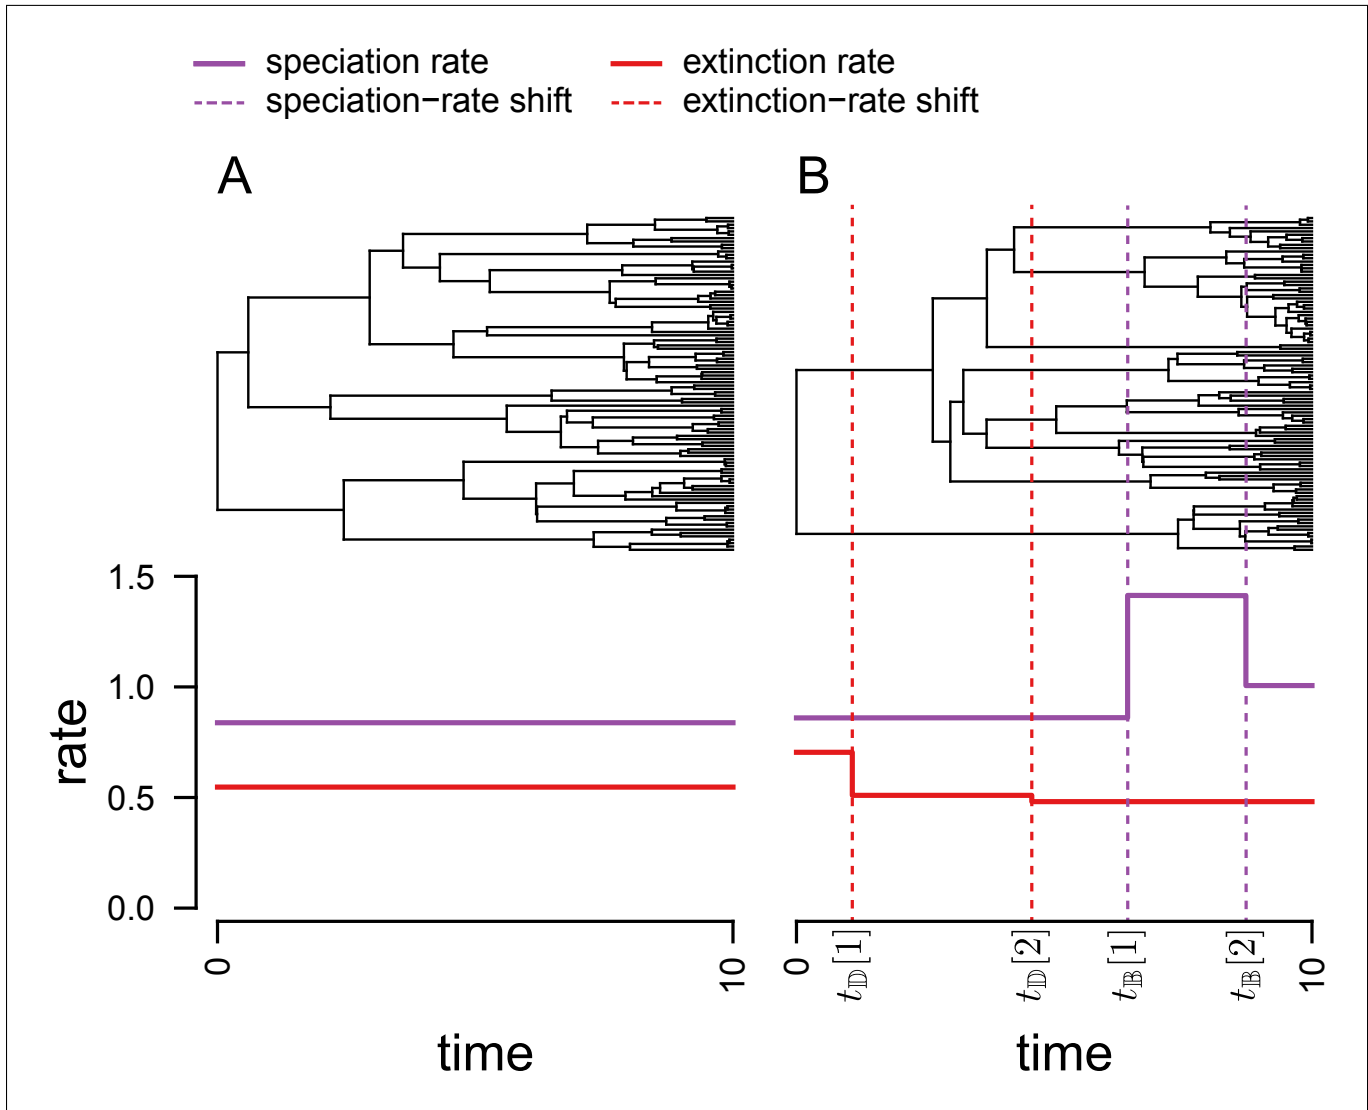 speciation rate extinction rate
speciation−rate shift extinction−rate shift
A B
1.5
1.0
0.5
0.0
rate
0 10 0 t𝔻[1] t𝔻[2] t𝔹[1] t𝔹[2] 10
time time